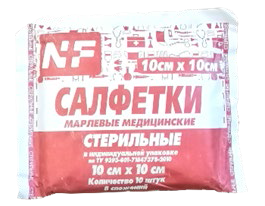 NF
10см x 10см
САЛФЕТКИ
МАРЛЕВЫЕ МЕДИЦИНСКИЕ
СТЕРИЛЬНЫЕ
в индивидуальной упаковке
10 см x 10 см
Количество 10 штук